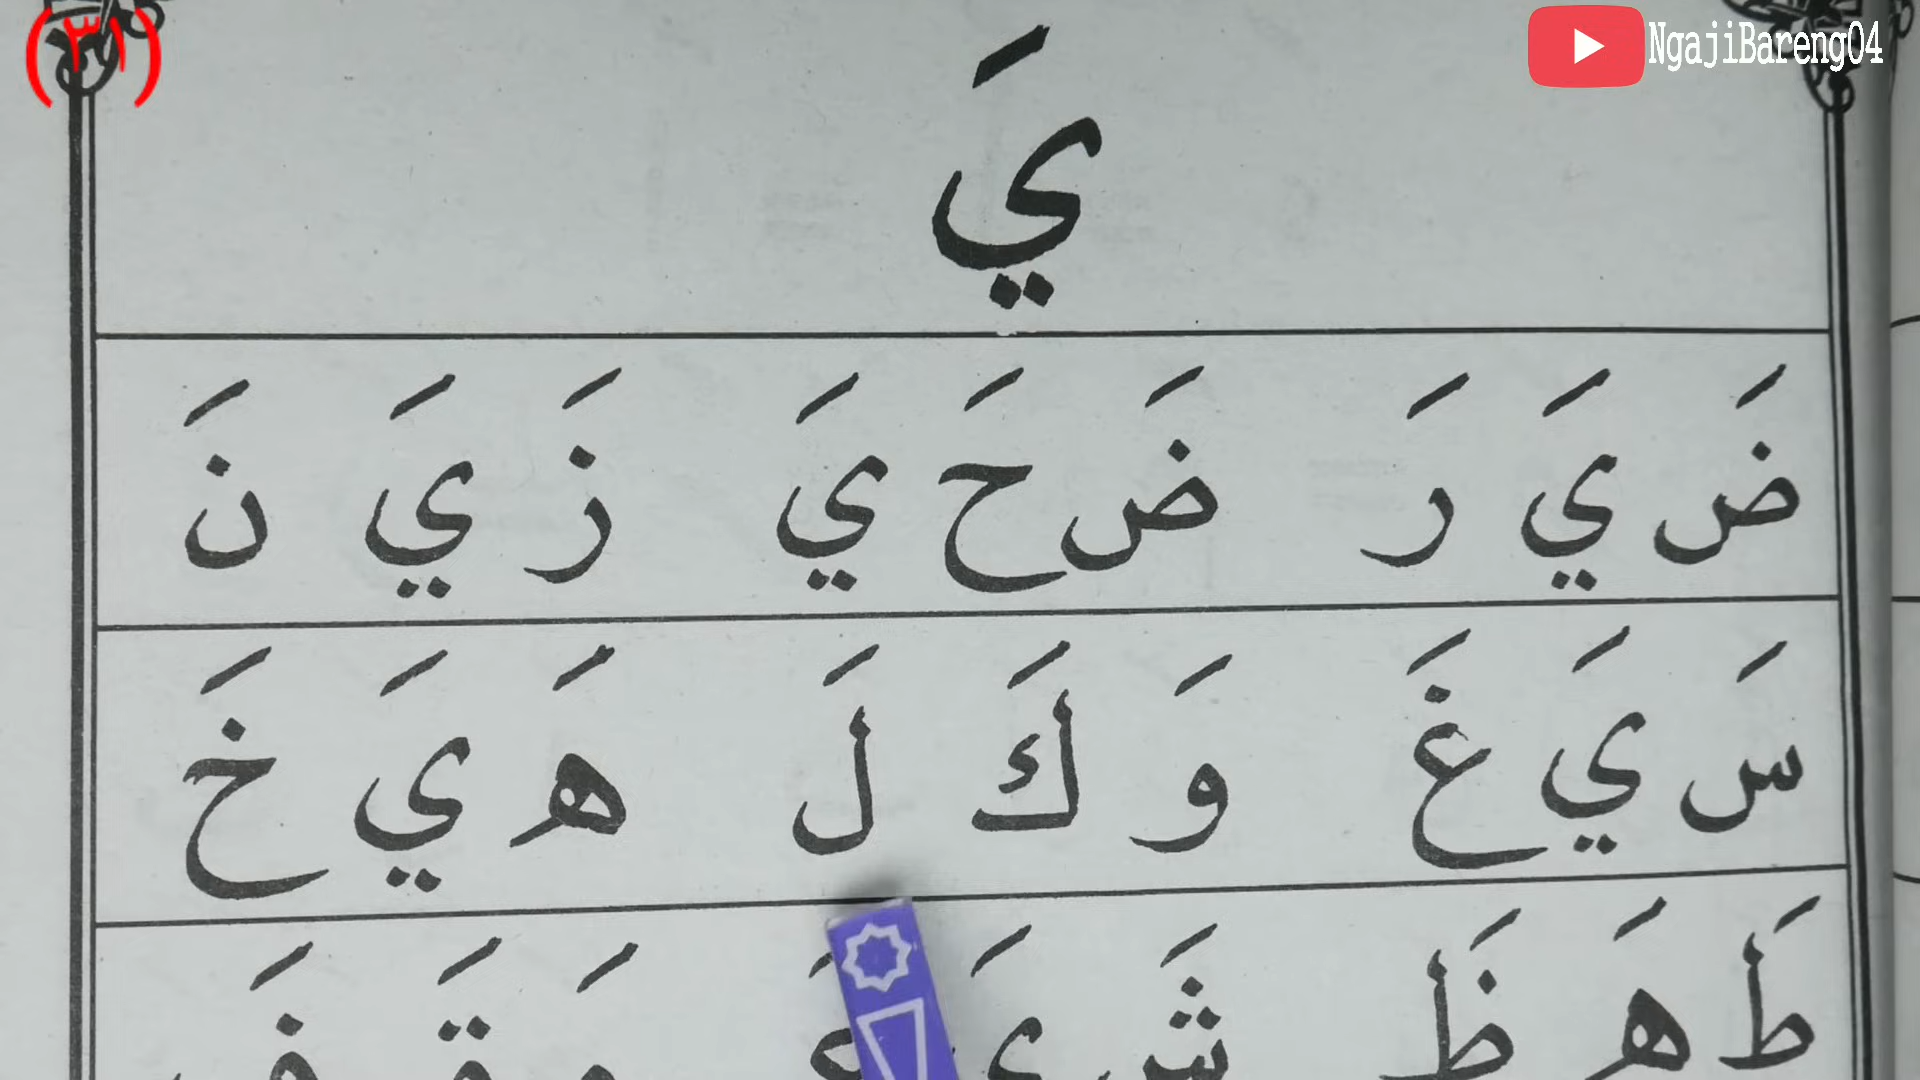 (٣١)
NgajiBareng04
يَ
ضَ يَ رَ ضَ حَ يَ زَ يَ نَ
سَ يَ غَ وَ كَ لَ هَ يَ خَ
طَ هَ ظَ شَ يَ